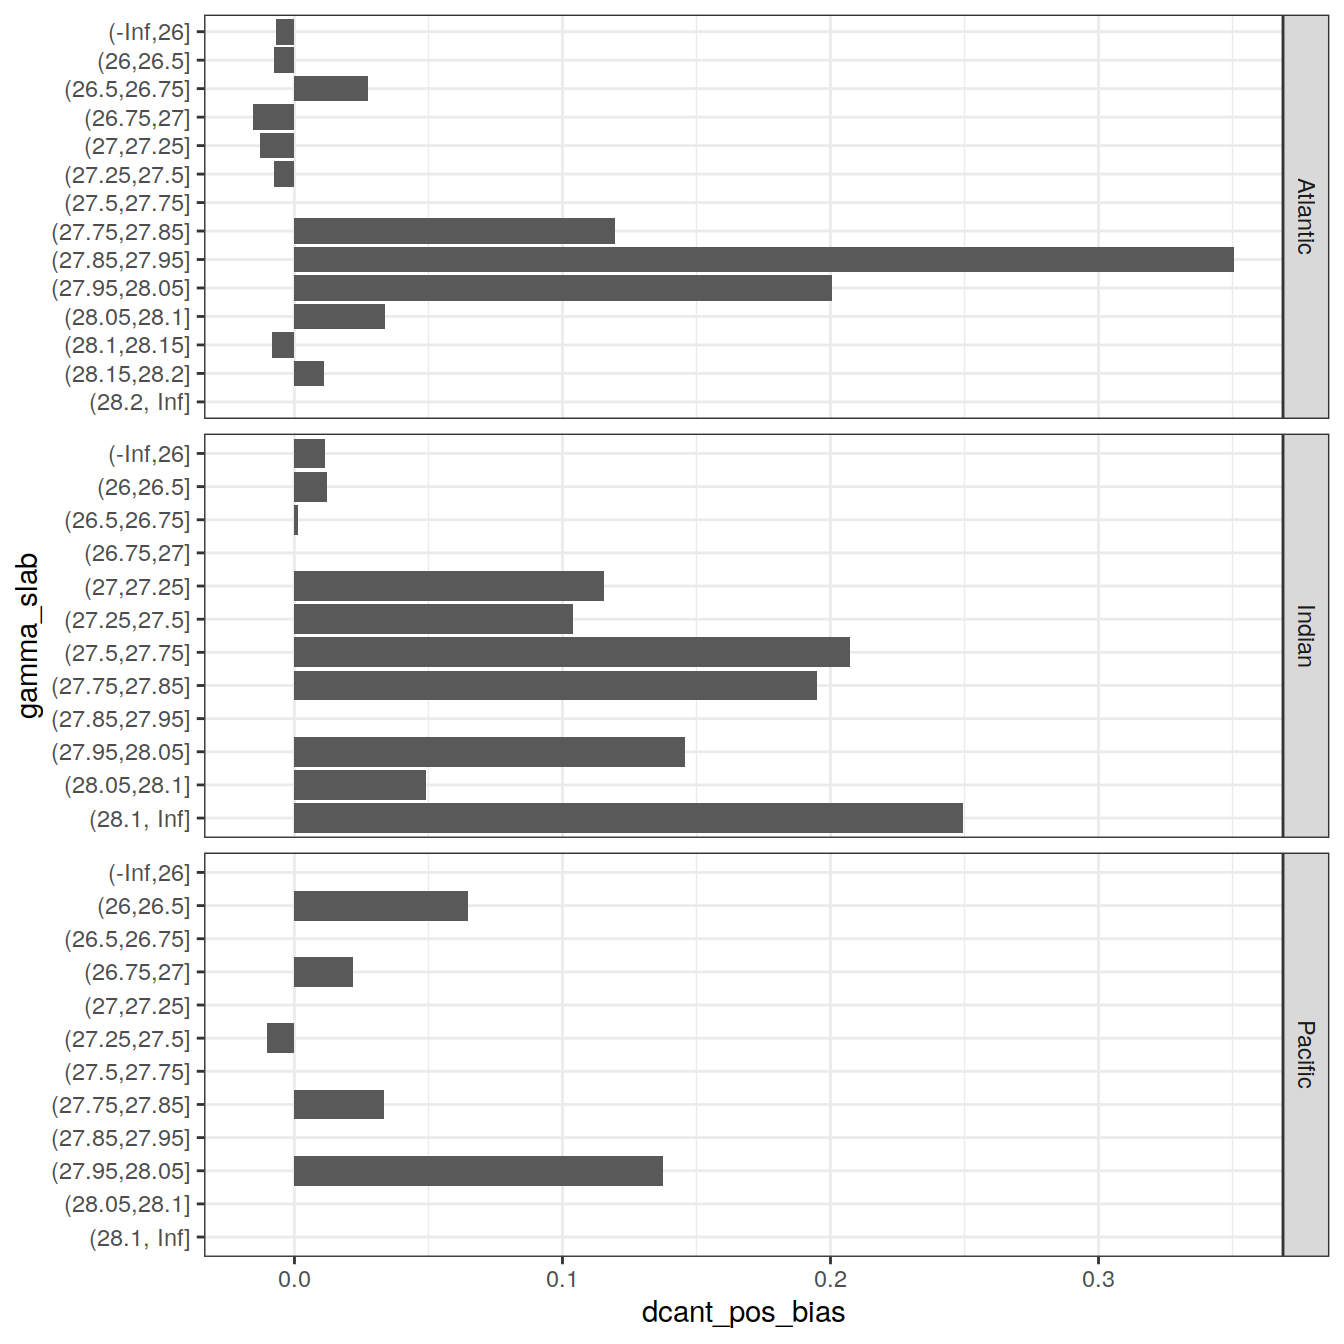 (-Inf,26]
(26,26.5]
(26.5,26.75]
(26.75,27]
(27,27.25]
(27.25,27.5]
(27.5,27.75]
(27.75,27.85]
(27.85,27.95]
(27.95,28.05]
(28.05,28.1]
(28.1,28.15]
(28.15,28.2]
(28.2, Inf]
Atlantic
(-Inf,26]
(26,26.5]
(26.5,26.75]
(26.75,27]
(27,27.25]
(27.25,27.5]
(27.5,27.75]
(27.75,27.85]
(27.85,27.95]
(27.95,28.05]
(28.05,28.1]
(28.1, Inf]
Indian
gamma_slab
(-Inf,26]
(26,26.5]
(26.5,26.75]
(26.75,27]
(27,27.25]
(27.25,27.5]
(27.5,27.75]
(27.75,27.85]
(27.85,27.95]
(27.95,28.05]
(28.05,28.1]
(28.1, Inf]
Pacific
0.0 0.1 0.2 0.3
dcant_pos_bias